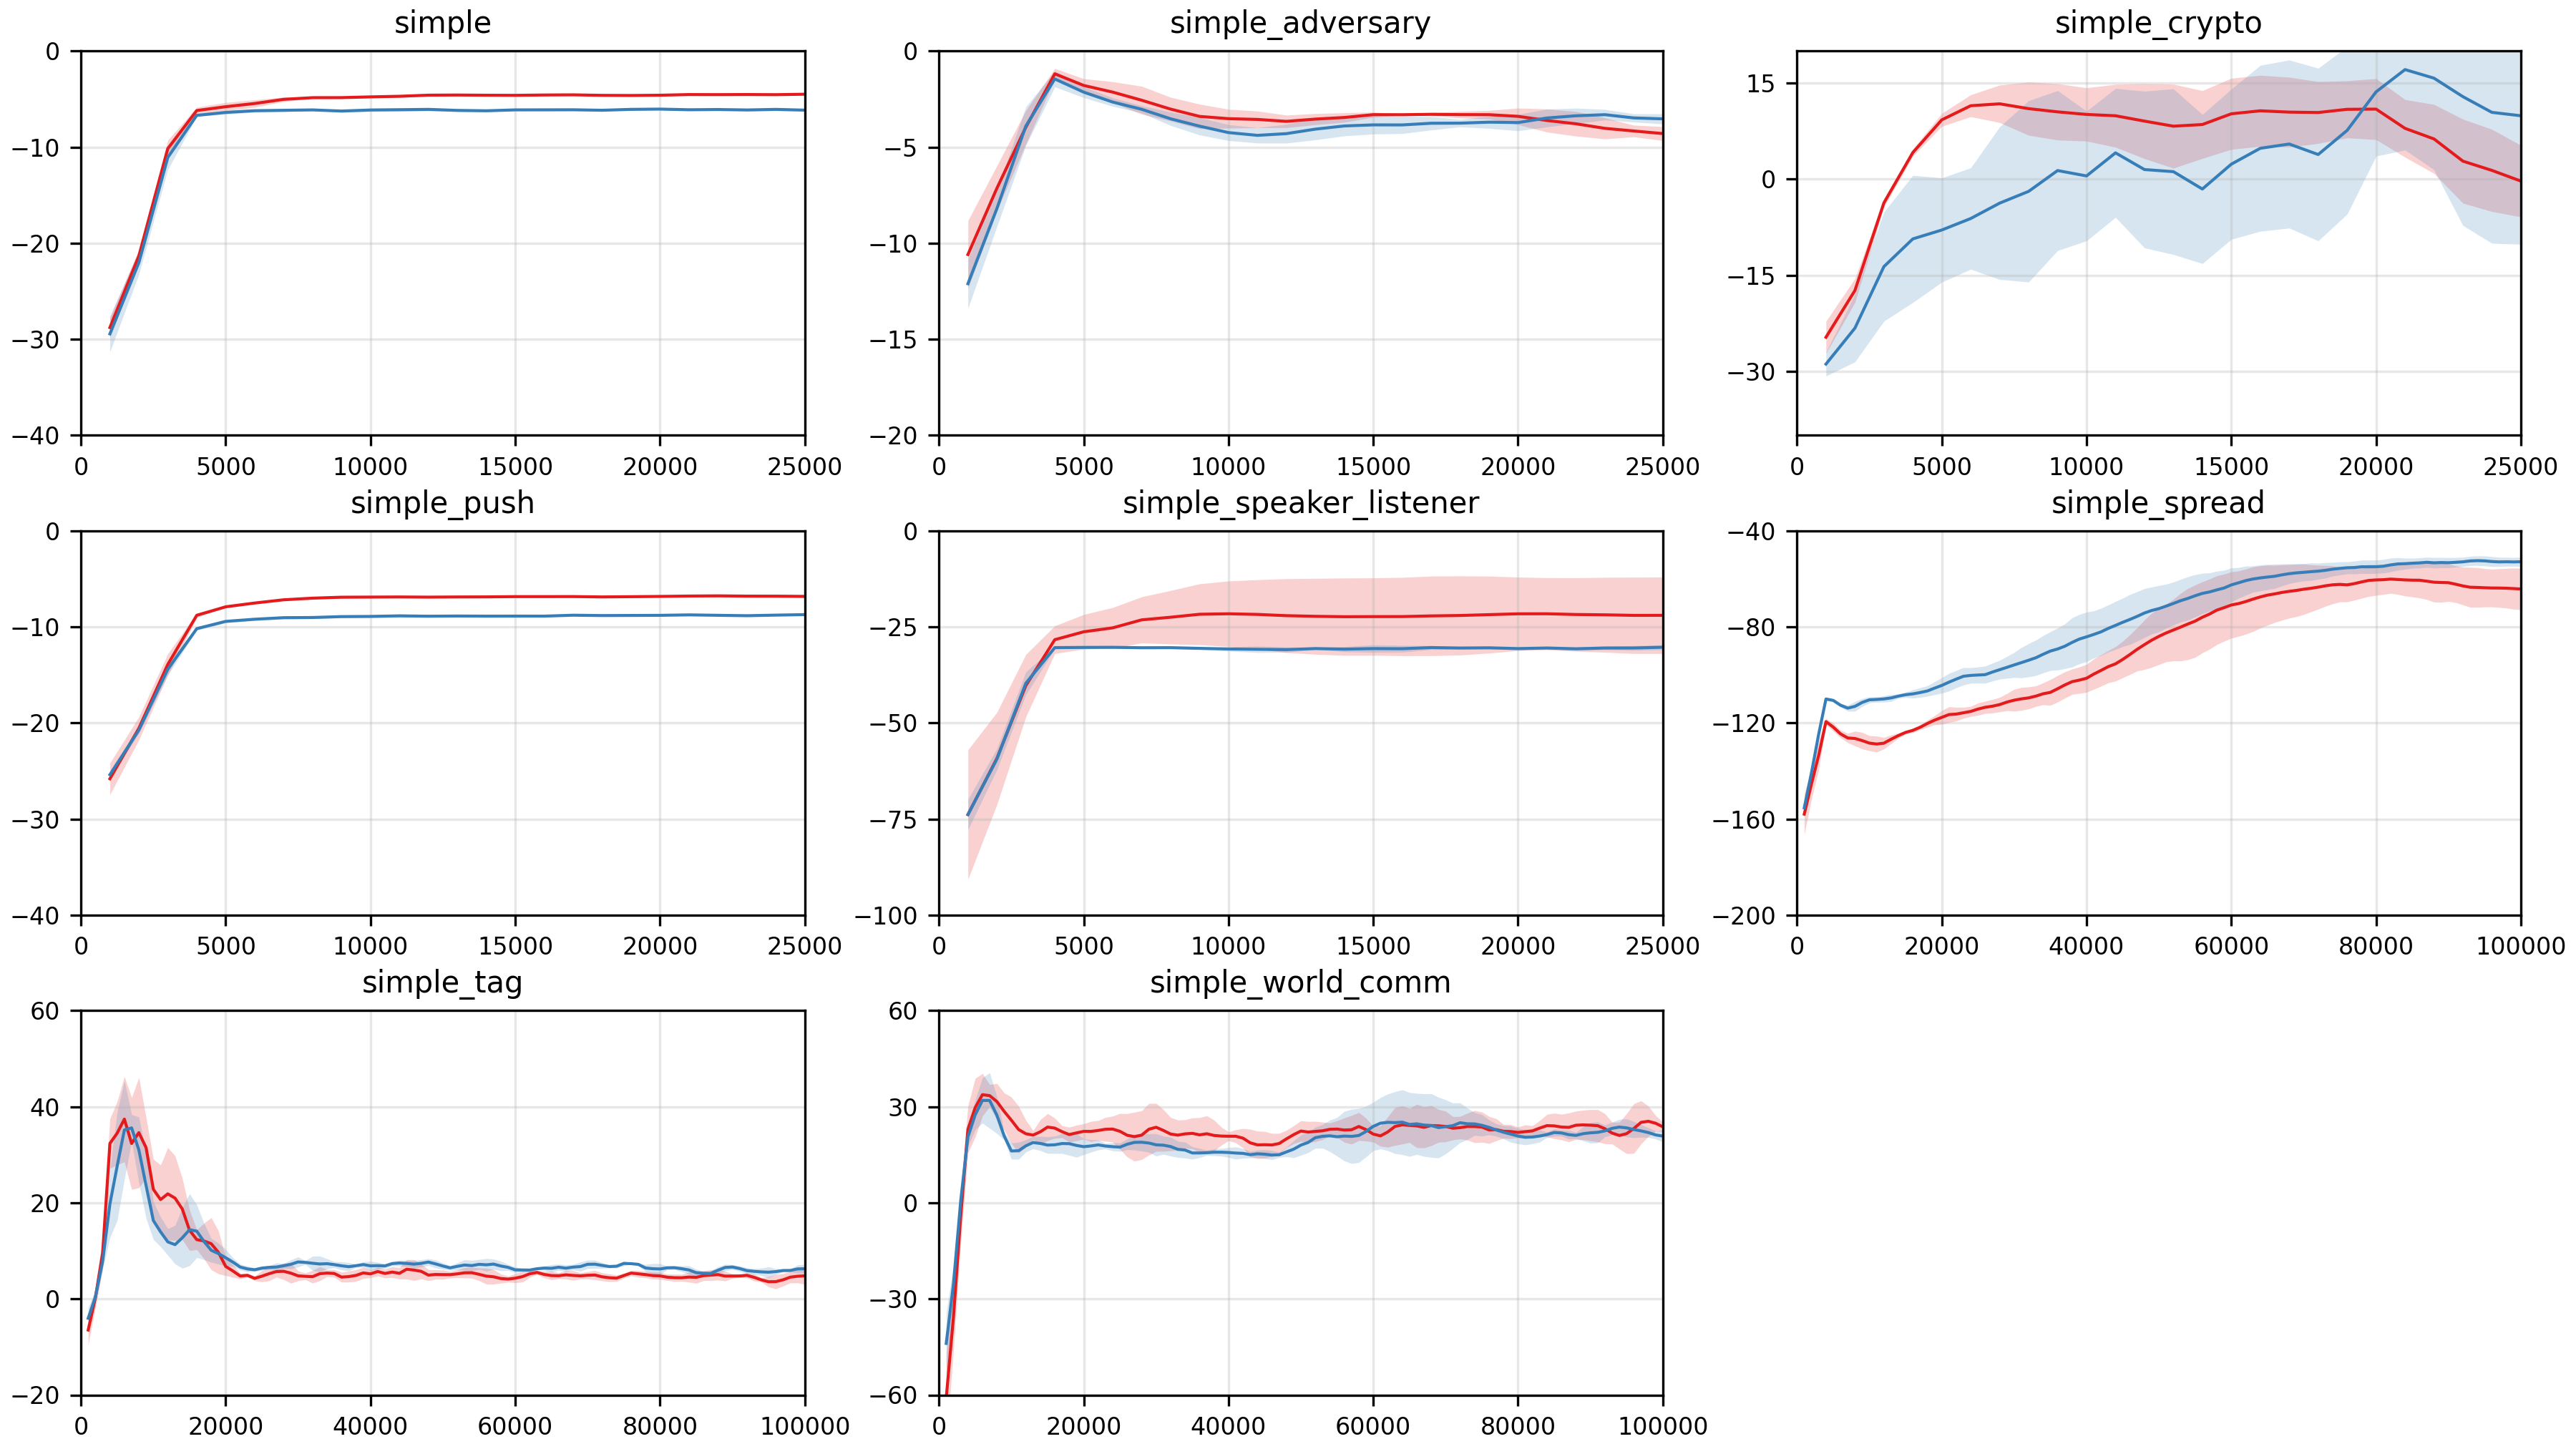 simple
0
−10
−20
−30
−40
0 5000 10000 15000 20000 25000
simple_adversary
0
−5
−10
−15
−20
0 5000 10000 15000 20000 25000
simple_crypto
15
0
−15
−30
0 5000 10000 15000 20000 25000
simple_push
0
−10
−20
−30
−40
0 5000 10000 15000 20000 25000
simple_speaker_listener
0
−25
−50
−75
−100
0 5000 10000 15000 20000 25000
simple_spread
−40
−80
−120
−160
−200
0 20000 40000 60000 80000 100000
simple_tag
60
40
20
0
−20
0 20000 40000 60000 80000 100000
simple_world_comm
60
30
0
−30
−60
0 20000 40000 60000 80000 100000